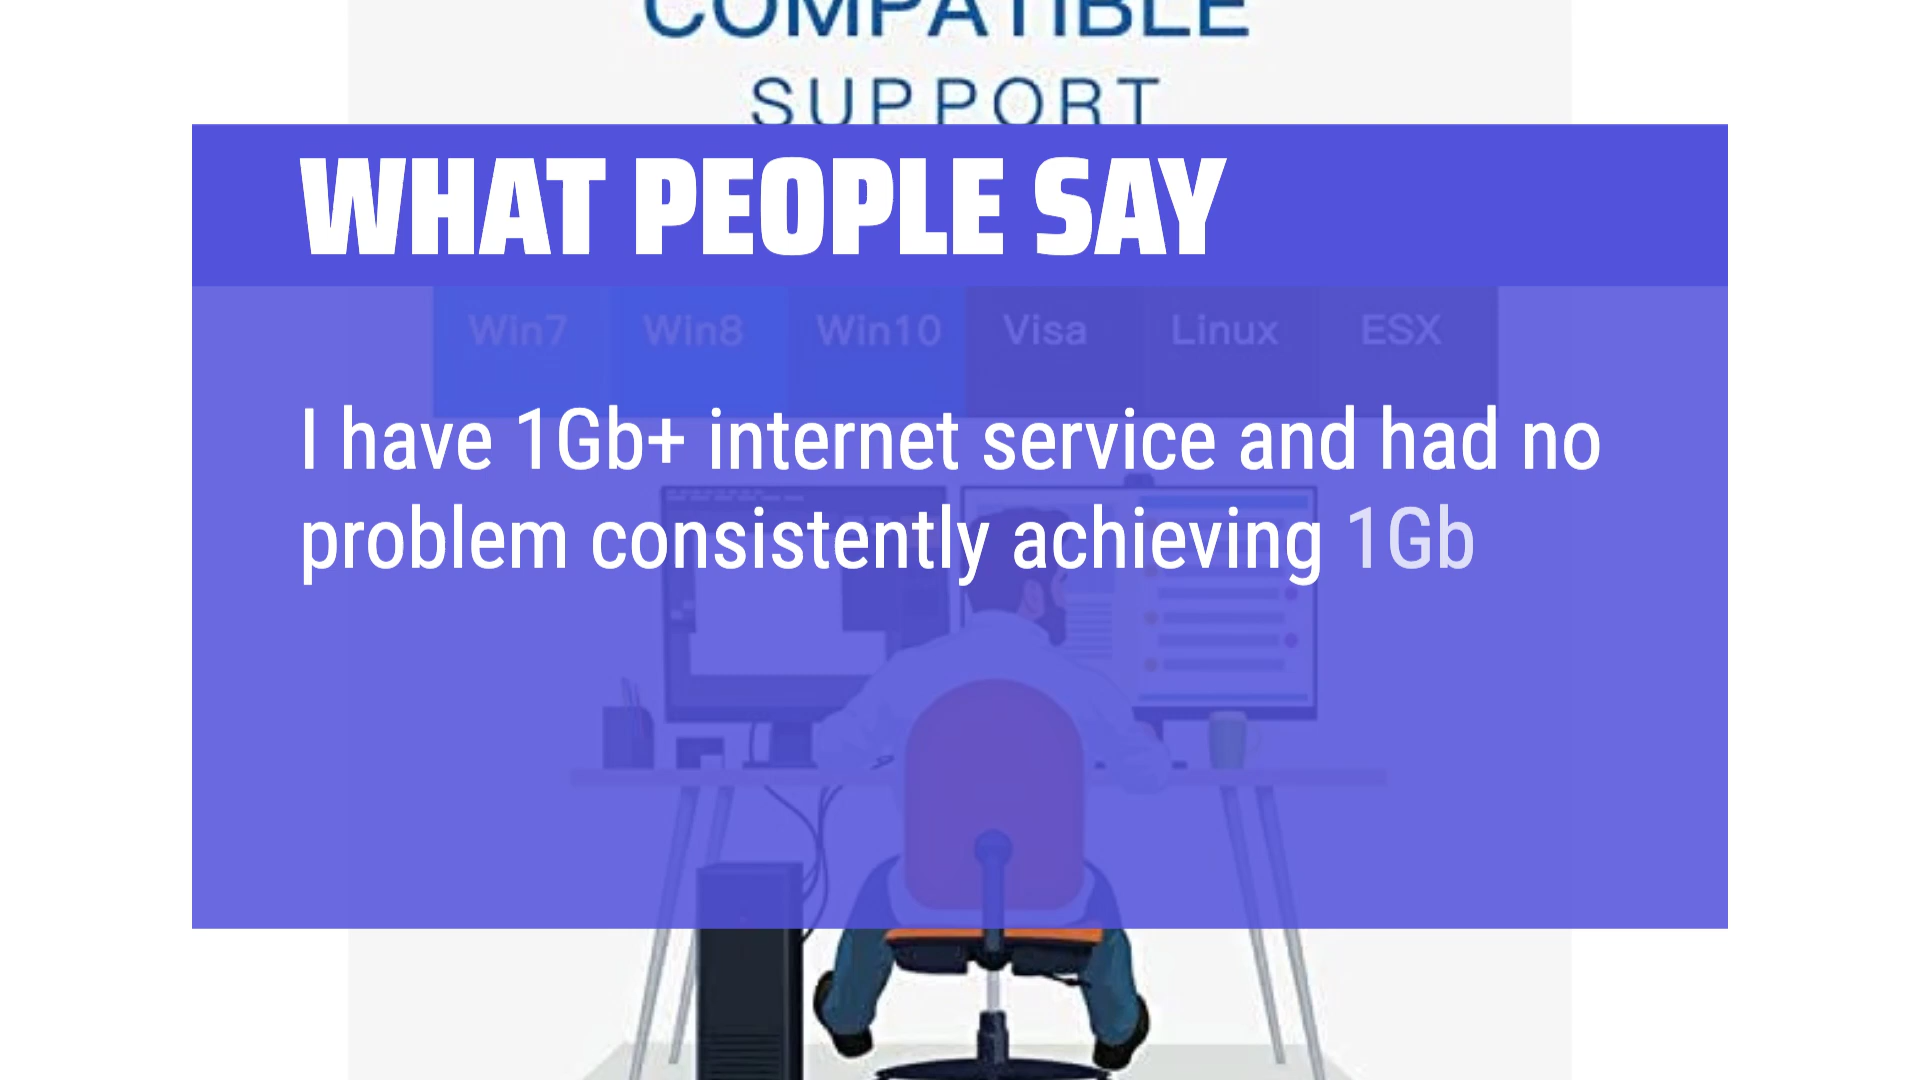 COMPATIBLE
SUPPORT
WHAT PEOPLE SAY
Win7 Win8 Win10 Visa Linux ESX
I have 1Gb+ internet service and had no
problem consistently achieving 1Gb